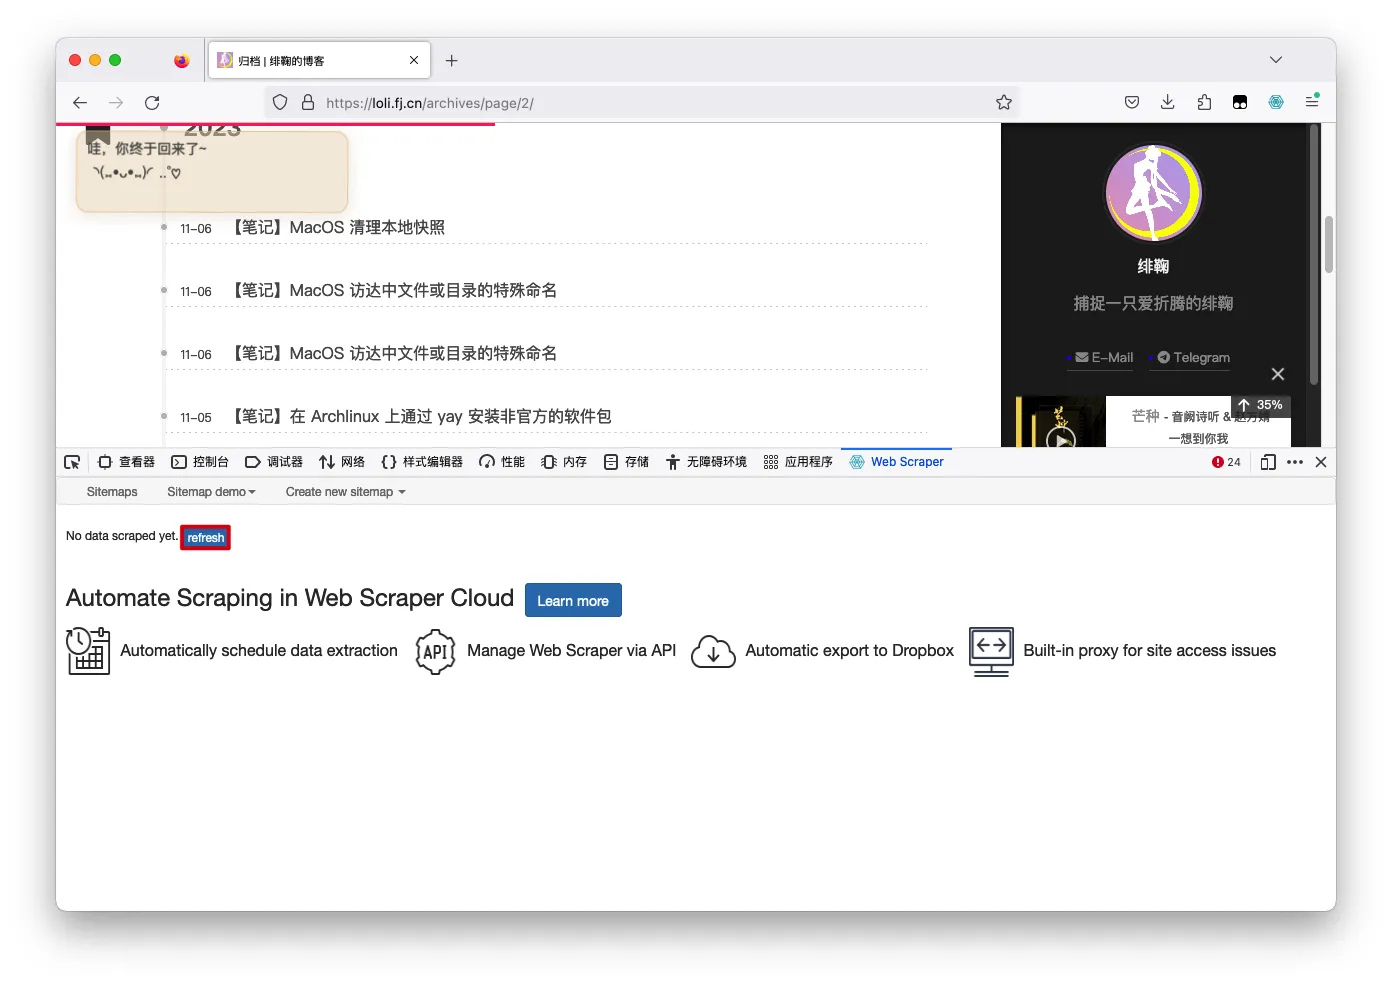 归档 | 绯鞠的博客
https://loli.fj.cn/archives/page/2/
2023
哇，你终于回来了~
ヽ(｡◕‿◕｡)ﾉﾞ ..°♡
11-06 【笔记】MacOS 清理本地快照
11-06 【笔记】MacOS 访达中文件或目录的特殊命名
11-06 【笔记】MacOS 访达中文件或目录的特殊命名
11-05 【笔记】在 Archlinux 上通过 yay 安装非官方的软件包
绯鞠
捕捉一只爱折腾的绯鞠
E-Mail
Telegram
35%
芒种 - 音阙诗听 & 赵方婧
一想到你我
查看器 控制台 调试器 网络 样式编辑器 性能 内存 存储 无障碍环境 应用程序 Web Scraper 24
Sitemaps Sitemap demo Create new sitemap
No data scraped yet. refresh
Automate Scraping in Web Scraper Cloud Learn more
Automatically schedule data extraction
API Manage Web Scraper via API
Automatic export to Dropbox
Built-in proxy for site access issues